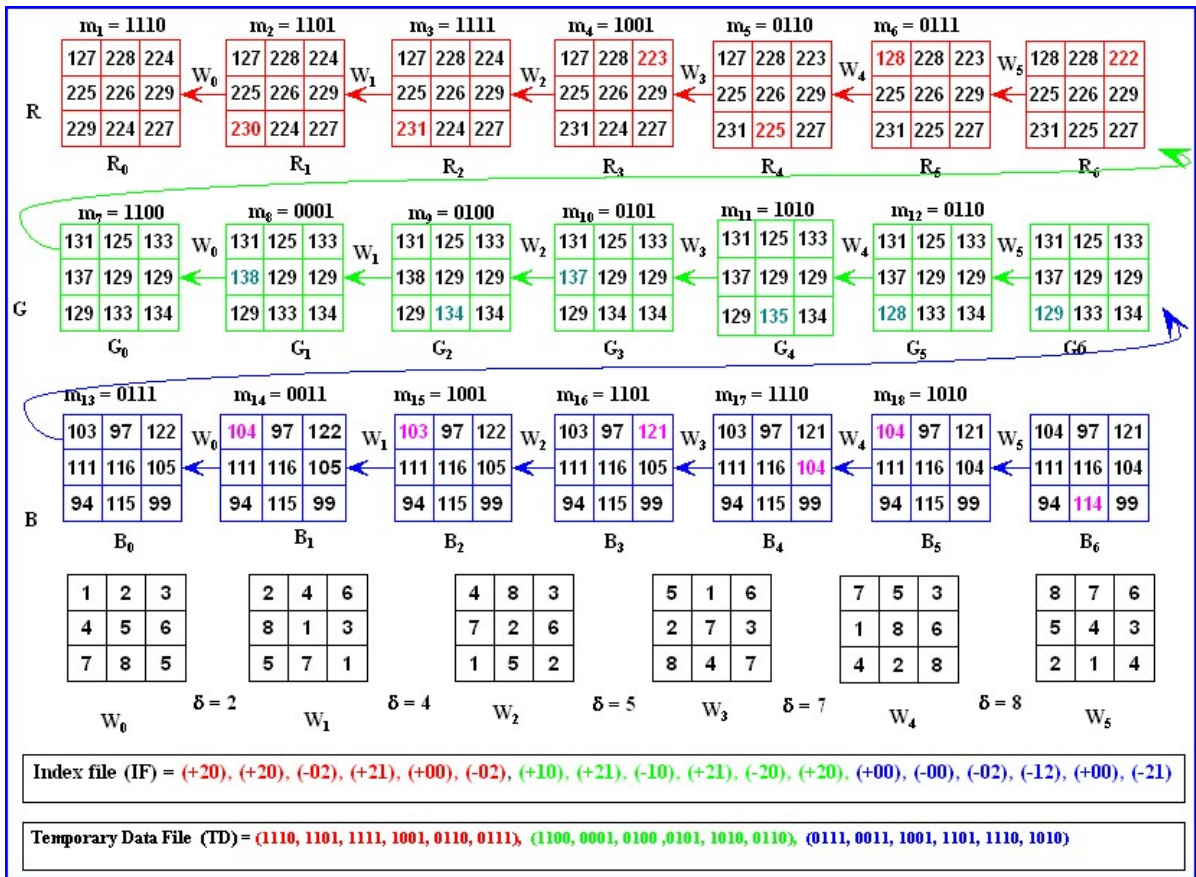 m₁ = 1110 m₂ = 1101 m₃ = 1111 m₄ = 1001 m₅ = 0110 m₆ = 0111
127 228 224 127 228 224 127 228 224 127 228 223 127 228 223 128 228 223 128 228 222
W₀ W₁ W₂ W₃ W₄ W₅
225 226 229 225 226 229 225 226 229 225 226 229 225 226 229 225 226 229 225 226 229
R
229 224 227 230 224 227 231 224 227 231 224 227 231 225 227 231 225 227 231 225 227
R₀ R₁ R₂ R₃ R₄ R₅ R₆
m₇ = 1100 m₈ = 0001 m₉ = 0100 m₁₀ = 0101 m₁₁ = 1010 m₁₂ = 0110
131 125 133 131 125 133 131 125 133 131 125 133 131 125 133 131 125 133 131 125 133
W₀ W₁ W₂ W₃ W₄ W₅
137 129 129 138 129 129 138 129 129 137 129 129 137 129 129 137 129 129 137 129 129
G
129 133 134 129 133 134 129 134 134 129 134 134 129 135 134 128 133 134 129 133 134
G₀ G₁ G₂ G₃ G₄ G₅ G6
m₁₃ = 0111 m₁₄ = 0011 m₁₅ = 1001 m₁₆ = 1101 m₁₇ = 1110 m₁₈ = 1010
103 97 122 104 97 122 103 97 122 103 97 121 103 97 121 104 97 121 104 97 121
W₀ W₁ W₂ W₃ W₄ W₅
111 116 105 111 116 105 111 116 105 111 116 105 111 116 104 111 116 104 111 116 104
94 115 99 94 115 99 94 115 99 94 115 99 94 115 99 94 115 99 94 114 99
B
B₀ B₁ B₂ B₃ B₄ B₅ B₆
1 2 3 2 4 6 4 8 3 5 1 6 7 5 3 8 7 6
4 5 6 8 1 3 7 2 6 2 7 3 1 8 6 5 4 3
7 8 5 5 7 1 1 5 2 8 4 7 4 2 8 2 1 4
δ = 2 δ = 4 δ = 5 δ = 7 δ = 8
W₀ W₁ W₂ W₃ W₄ W₅
Index file (IF) = (+20), (+20), (-02), (+21), (+00), (-02), (+10), (+21), (-10), (+21), (-20), (+20), (+00), (-00), (-02), (-12), (+00), (-21)
Temporary Data File (TD) = (1110, 1101, 1111, 1001, 0110, 0111), (1100, 0001, 0100 ,0101, 1010, 0110), (0111, 0011, 1001, 1101, 1110, 1010)